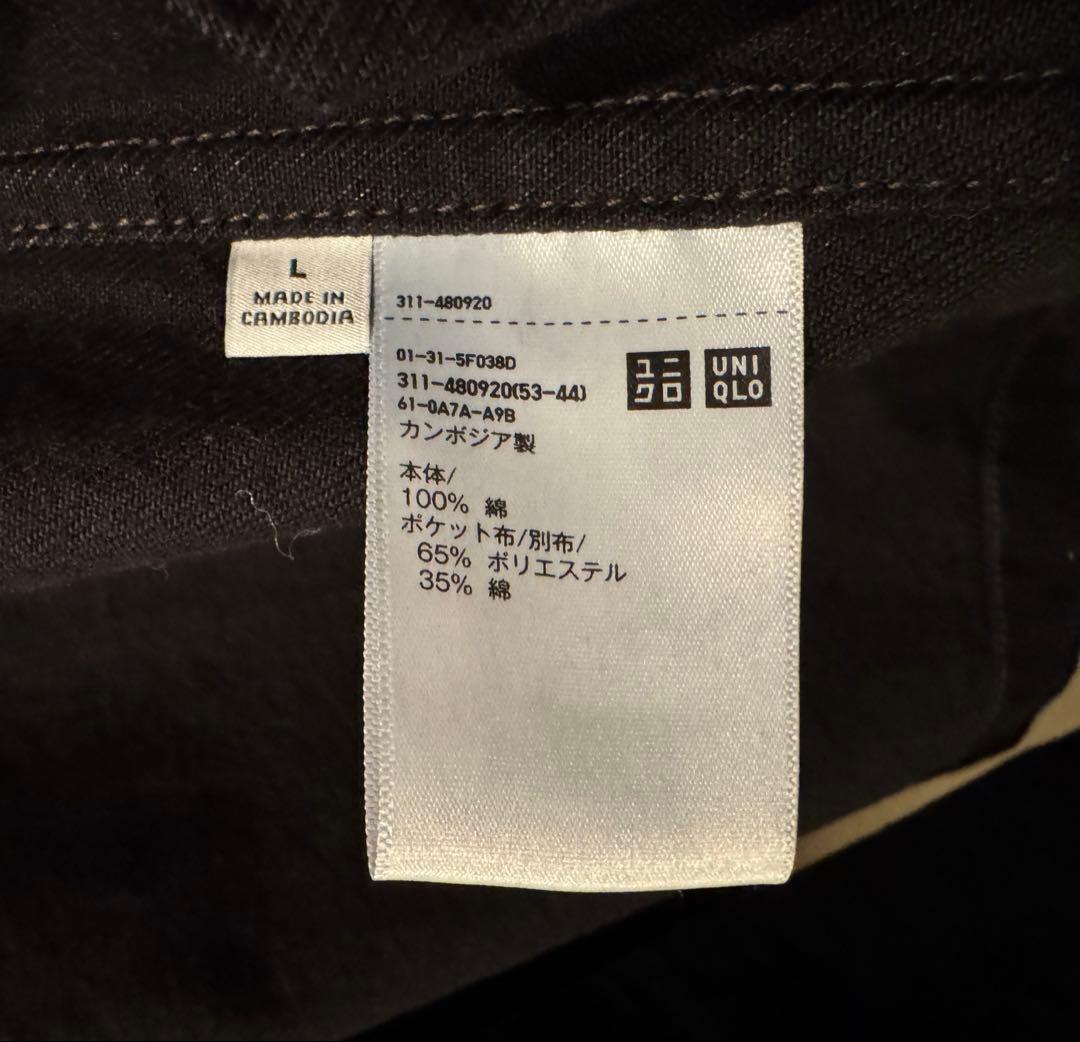 L
MADE IN
CAMBODIA
311-480920
01-31-5F038D
311-480920(53-44)
61-0A7A-A9B
カンボジア製
ユニ
クロ
UNI
QLO
本体/
100% 綿
ポケット布/別布/
65% ポリエステル
35% 綿